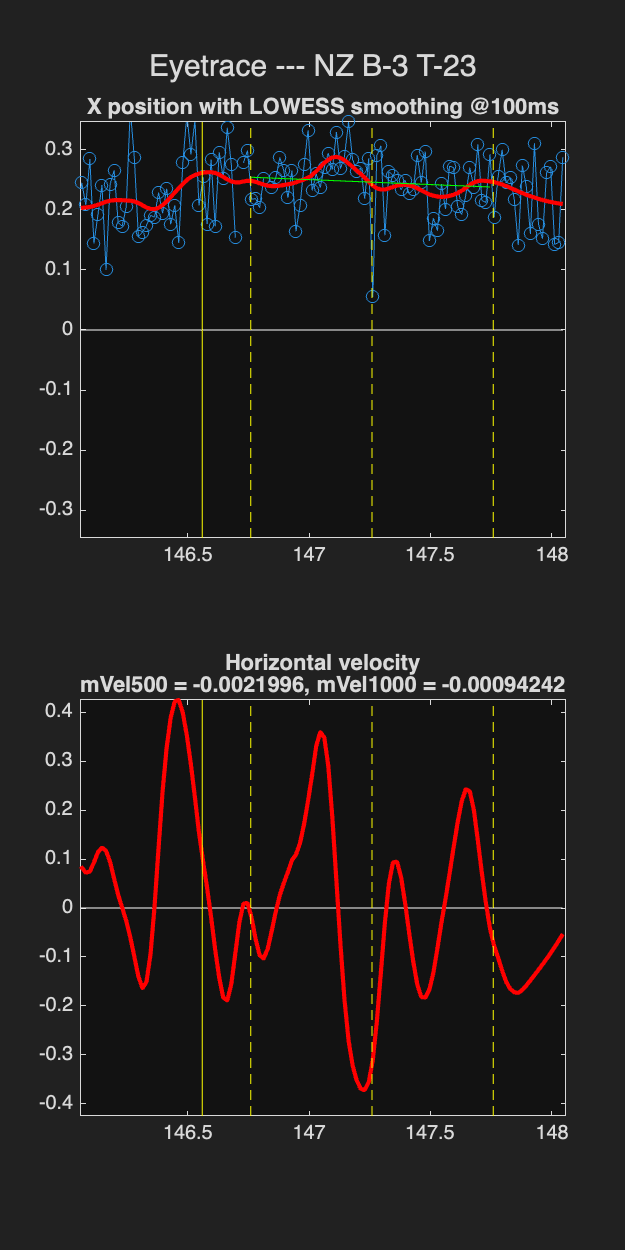 Eyetrace --- NZ B-3 T-23
X position with LOWESS smoothing @100ms
0.3
0.2
0.1
0
-0.1
-0.2
-0.3
146.5 147 147.5 148
Horizontal velocity
mVel500 = -0.0021996, mVel1000 = -0.00094242
0.4
0.3
0.2
0.1
0
-0.1
-0.2
-0.3
-0.4
146.5 147 147.5 148